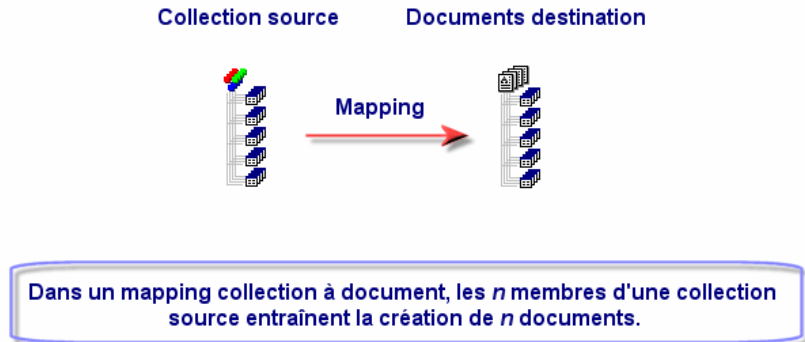 Collection source
Documents destination
Mapping
Dans un mapping collection à document, les n membres d'une collection
source entraînent la création de n documents.